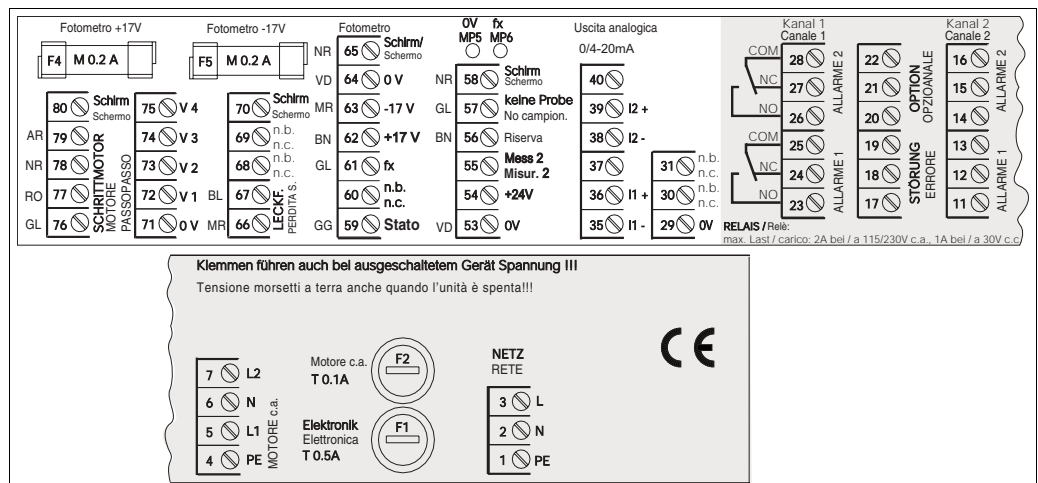 Fotometro +17V
F4 M 0.2 A
Fotometro -17V
F5 M 0.2 A
80 Schirm
Schermo
AR 79
NR 78
RO 77
GL 76
SCHRITTMOTOR
MOTORE
PASSOPASSO
75 V 4
74 V 3
73 V 2
72 V 1
71 0 V
70 Schirm
Schermo
69 n.b.
n.c.
68 n.b.
n.c.
BL 67
MR 66
LECKF.
PERDITA S.
Fotometro
NR 65 Schirm/
Schermo
VD 64 0 V
MR 63 -17 V
BN 62 +17 V
GL 61 fx
60 n.b.
n.c.
GG 59 Stato
0V fx
MP5 MP6
NR 58 Schirm
Schermo
GL 57 keine Probe
No campion.
BN 56 Riserva
55 Mess 2
Misur. 2
54 +24V
VD 53 0V
Uscita analogica
0/4-20mA
40
39 I2 +
38 I2 -
37
36 I1 +
35 I1 -
31 n.b.
n.c.
30 n.b.
n.c.
29 0V
Kanal 1
Canale 1
COM 28
NC 27
NO 26
ALLARME 2
COM 25
NC 24
NO 23
ALLARME 1
22
21
20
OPTION
OPZIOANALE
19
18
17
STÖRUNG
ERRORE
Kanal 2
Canale 2
16
15
14
ALLARME 2
13
12
11
ALLARME 1
RELAIS / Relè:
max. Last / carico: 2A bei / a 115/230V c.a., 1A bei / a 30V c.c
Klemmen führen auch bei ausgeschaltetem Gerät Spannung !!!
Tensione morsetti a terra anche quando l'unità è spenta!!!
7 L2
6 N
5 L1
4 PE
MOTORE c.a.
Motore c.a.
T 0.1A
F2
Elektronik
Elettronica
T 0.5A
F1
NETZ
RETE
3 L
2 N
1 PE
CE